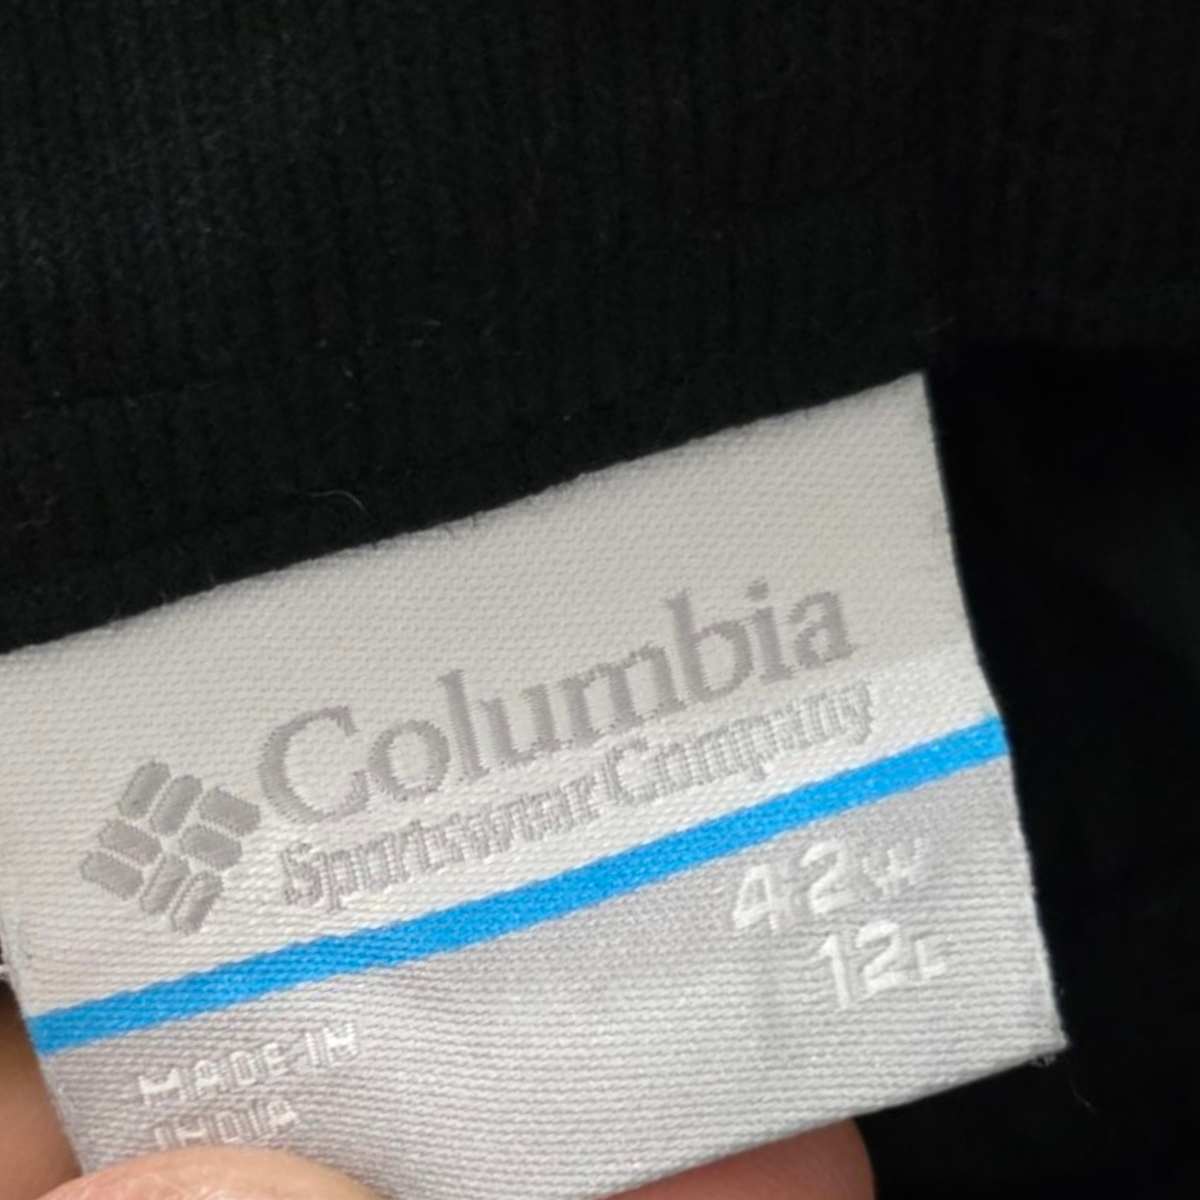 Columbia
Sportswear Company
42W
12L
MADE IN
INDIA